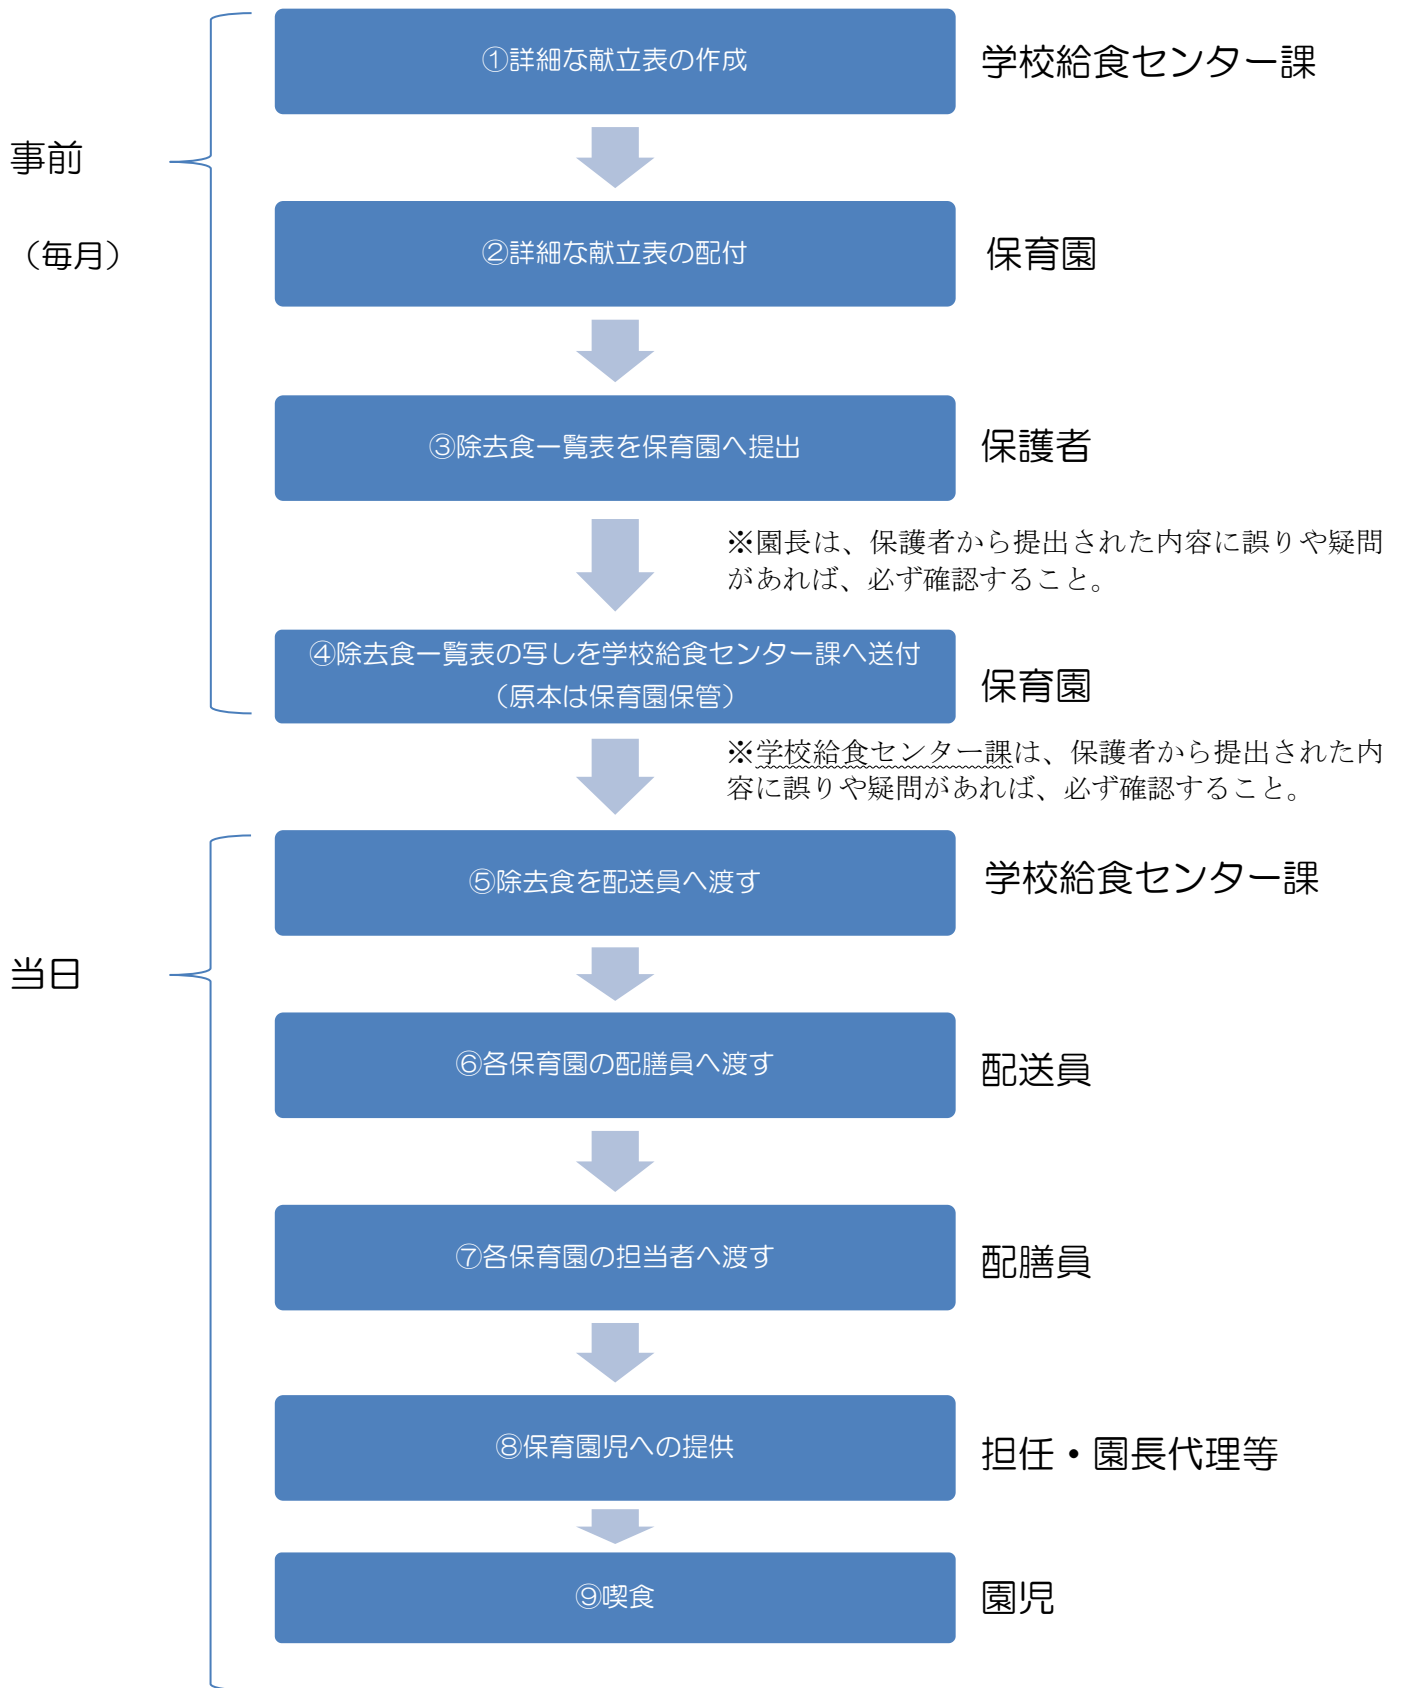 ①詳細な献立表の作成
学校給食センター課
事前
（毎月）
②詳細な献立表の配付
保育園
③除去食一覧表を保育園へ提出
保護者
※園長は、保護者から提出された内容に誤りや疑問
があれば、必ず確認すること。
④除去食一覧表の写しを学校給食センター課へ送付
（原本は保育園保管）
保育園
※学校給食センター課は、保護者から提出された内
容に誤りや疑問があれば、必ず確認すること。
⑤除去食を配送員へ渡す
学校給食センター課
当日
⑥各保育園の配膳員へ渡す
配送員
⑦各保育園の担当者へ渡す
配膳員
⑧保育園児への提供
担任・園長代理等
⑨喫食
園児